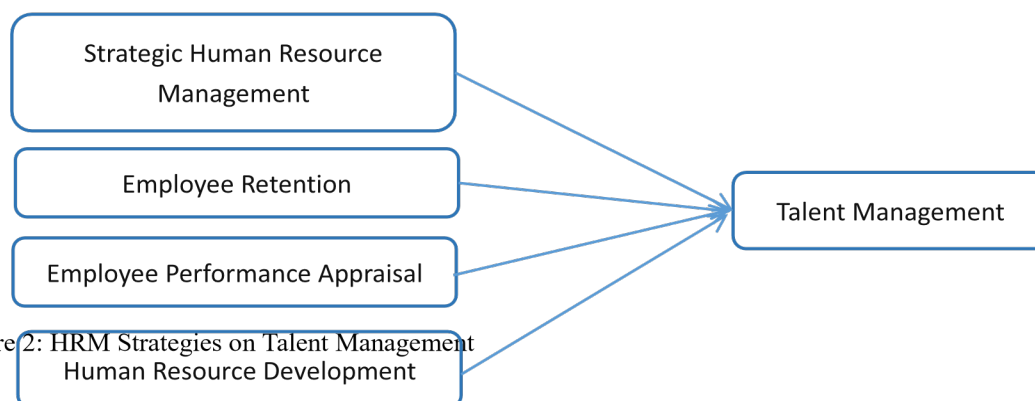 Strategic Human Resource
Management
Employee Retention
Talent Management
Employee Performance Appraisal
2: HRM Strategies on Talent Management
Human Resource Development